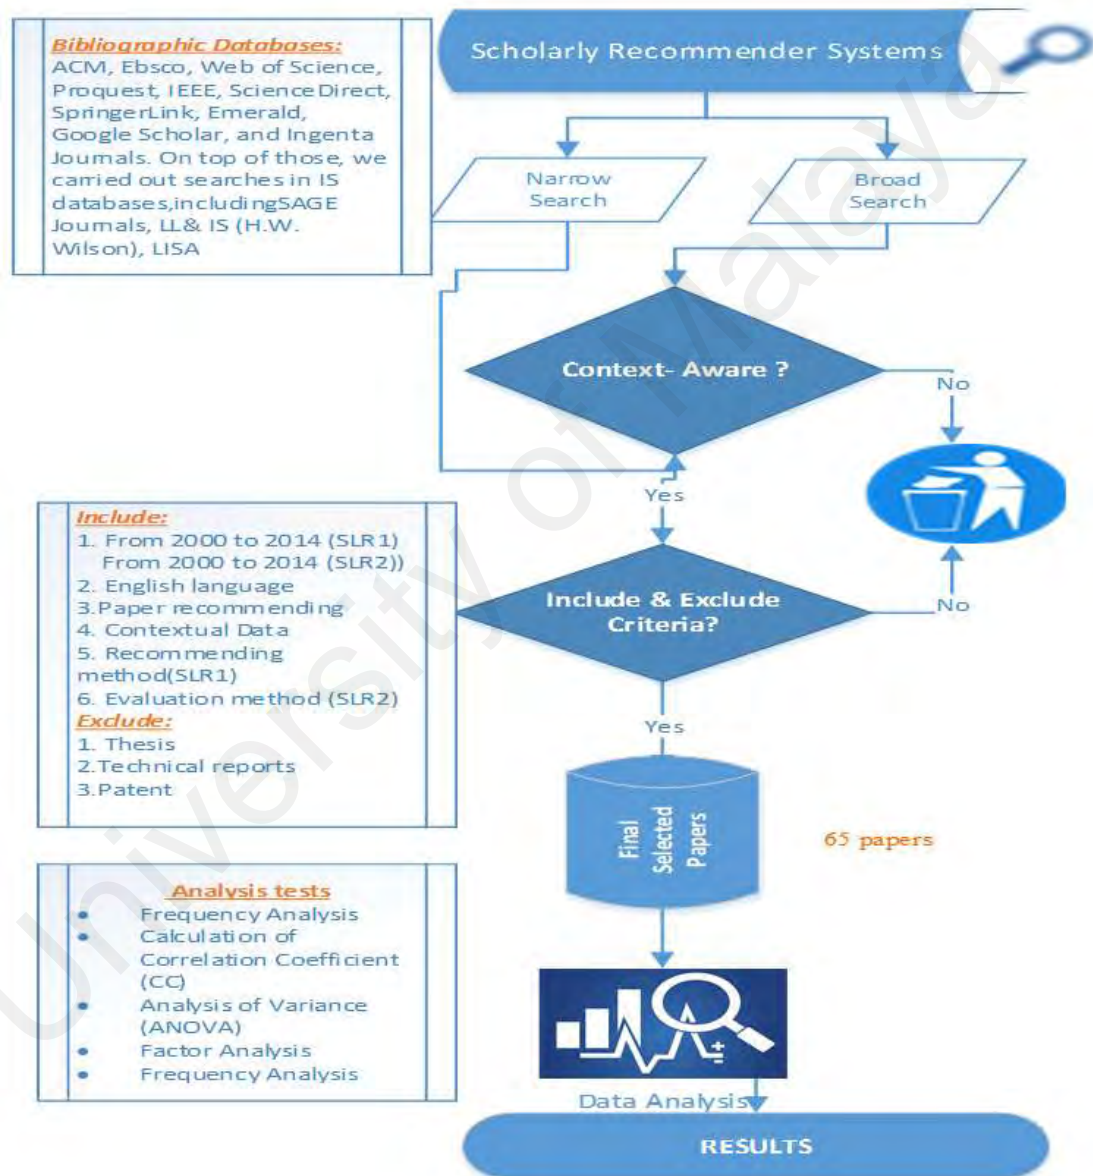 Bibliographic Databases:
ACM, Ebsco, Web of Science,
Proquest, IEEE, ScienceDirect,
SpringerLink, Emerald,
Google Scholar, and Ingenta
Journals. On top of those, we
carried out searches in IS
databases,includingSAGE
Journals, LL& IS (H.W.
Wilson), LISA
Scholarly Recommender Systems
Narrow
Search
Broad
Search
Context- Aware ?
No
Yes
Include:
1. From 2000 to 2014 (SLR1)
From 2000 to 2014 (SLR2))
2. English language
3.Paper recommending
4. Contextual Data
5. Recommending
method(SLR1)
6. Evaluation method (SLR2)
Exclude:
1. Thesis
2.Technical reports
3.Patent
Include & Exclude
Criteria?
No
Yes
Final
Selected
Papers
65 papers
Analysis tests
• Frequency Analysis
• Calculation of
Correlation Coefficient
(CC)
• Analysis of Variance
(ANOVA)
• Factor Analysis
• Frequency Analysis
Data Analysis
RESULTS
University of Malaya